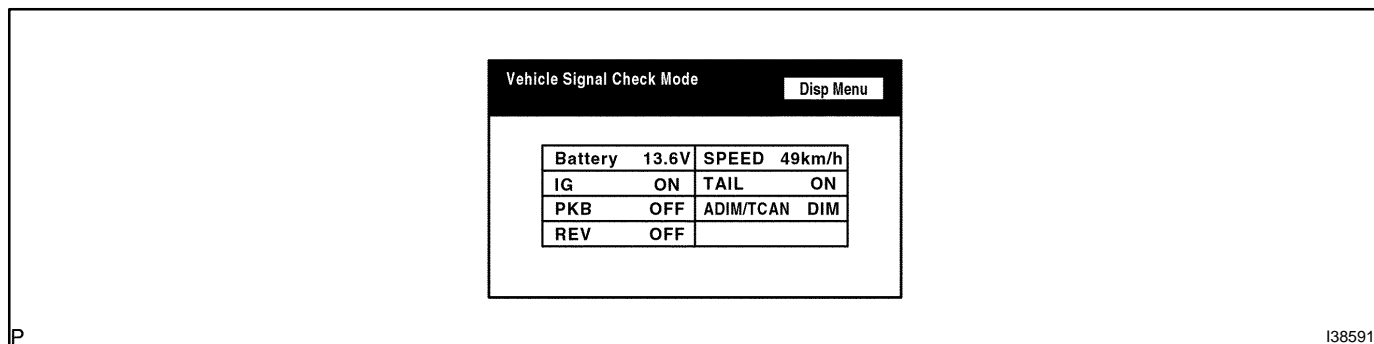 Vehicle Signal Check Mode
Disp Menu
Battery 13.6V SPEED 49km/h
IG ON TAIL ON
PKB OFF ADIM/TCAN DIM
REV OFF
P
I38591